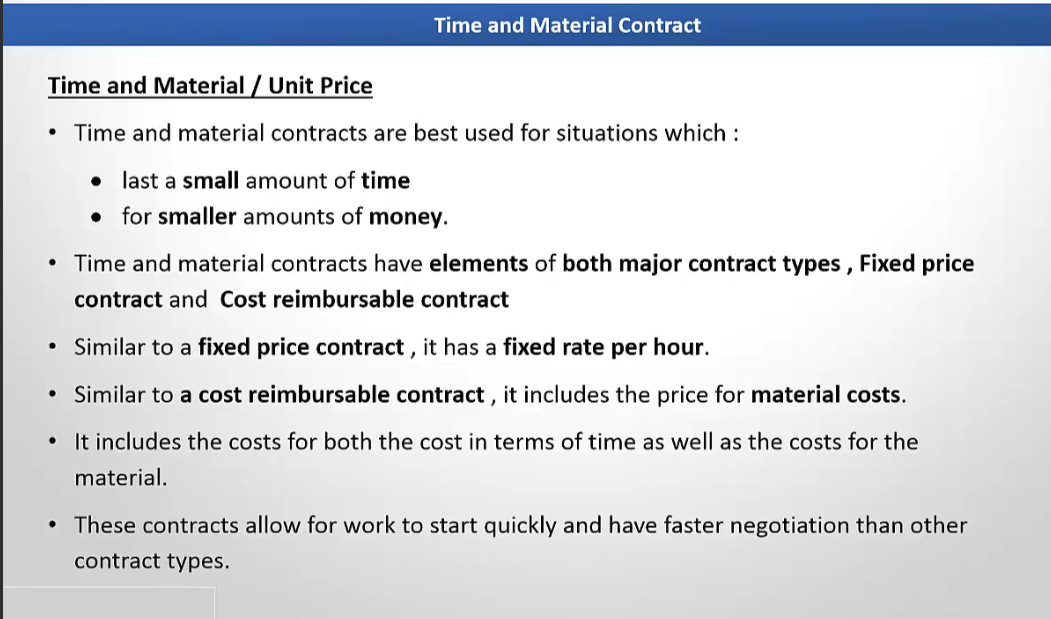 Time and Material Contract
Time and Material / Unit Price
• Time and material contracts are best used for situations which :
• last a small amount of time
• for smaller amounts of money.
• Time and material contracts have elements of both major contract types , Fixed price
contract and Cost reimbursable contract
• Similar to a fixed price contract , it has a fixed rate per hour.
• Similar to a cost reimbursable contract , it includes the price for material costs.
• It includes the costs for both the cost in terms of time as well as the costs for the
material.
• These contracts allow for work to start quickly and have faster negotiation than other
contract types.